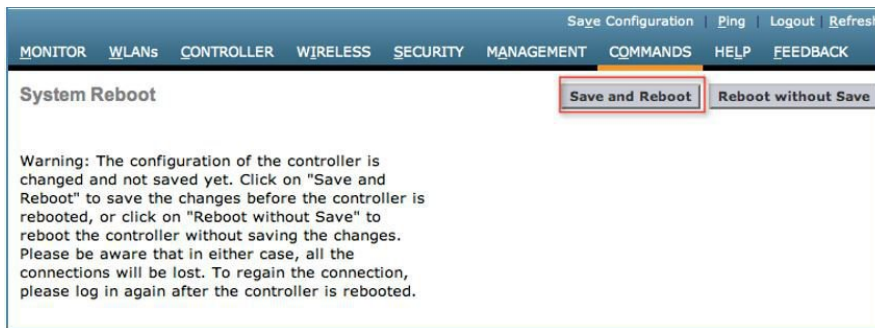 Save Configuration | Ping | Logout | Refresh
MONITOR WLANs CONTROLLER WIRELESS SECURITY MANAGEMENT COMMANDS HELP FEEDBACK
System Reboot Save and Reboot Reboot without Save
Warning: The configuration of the controller is
changed and not saved yet. Click on "Save and
Reboot" to save the changes before the controller is
rebooted, or click on "Reboot without Save" to
reboot the controller without saving the changes.
Please be aware that in either case, all the
connections will be lost. To regain the connection,
please log in again after the controller is rebooted.